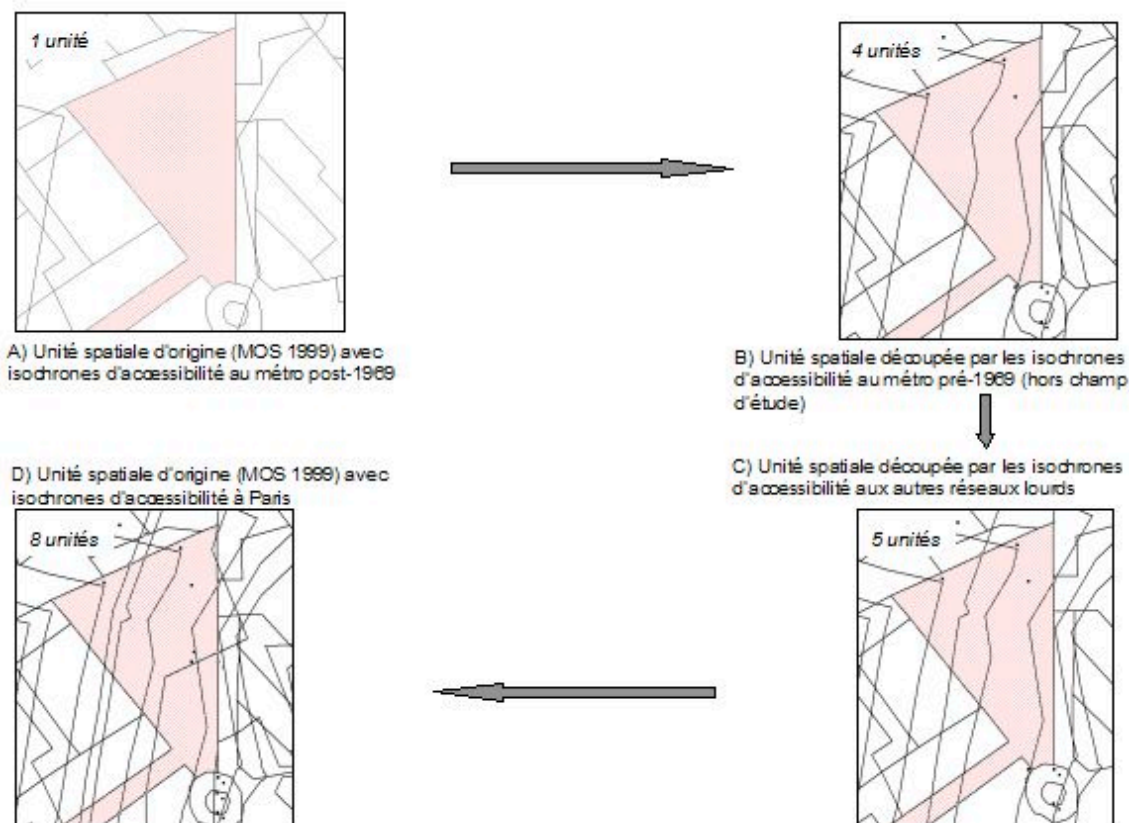 1 unité
A) Unité spatiale d'origine (MOS 1999) avec
isochrones d'accessibilité au métro post-1969
4 unités
B) Unité spatiale découpée par les isochrones
d'accessibilité au métro pré-1969 (hors champ
d'étude)
C) Unité spatiale découpée par les isochrones
d'accessibilité aux autres réseaux lourds
5 unités
D) Unité spatiale d'origine (MOS 1999) avec
isochrones d'accessibilité à Paris
8 unités